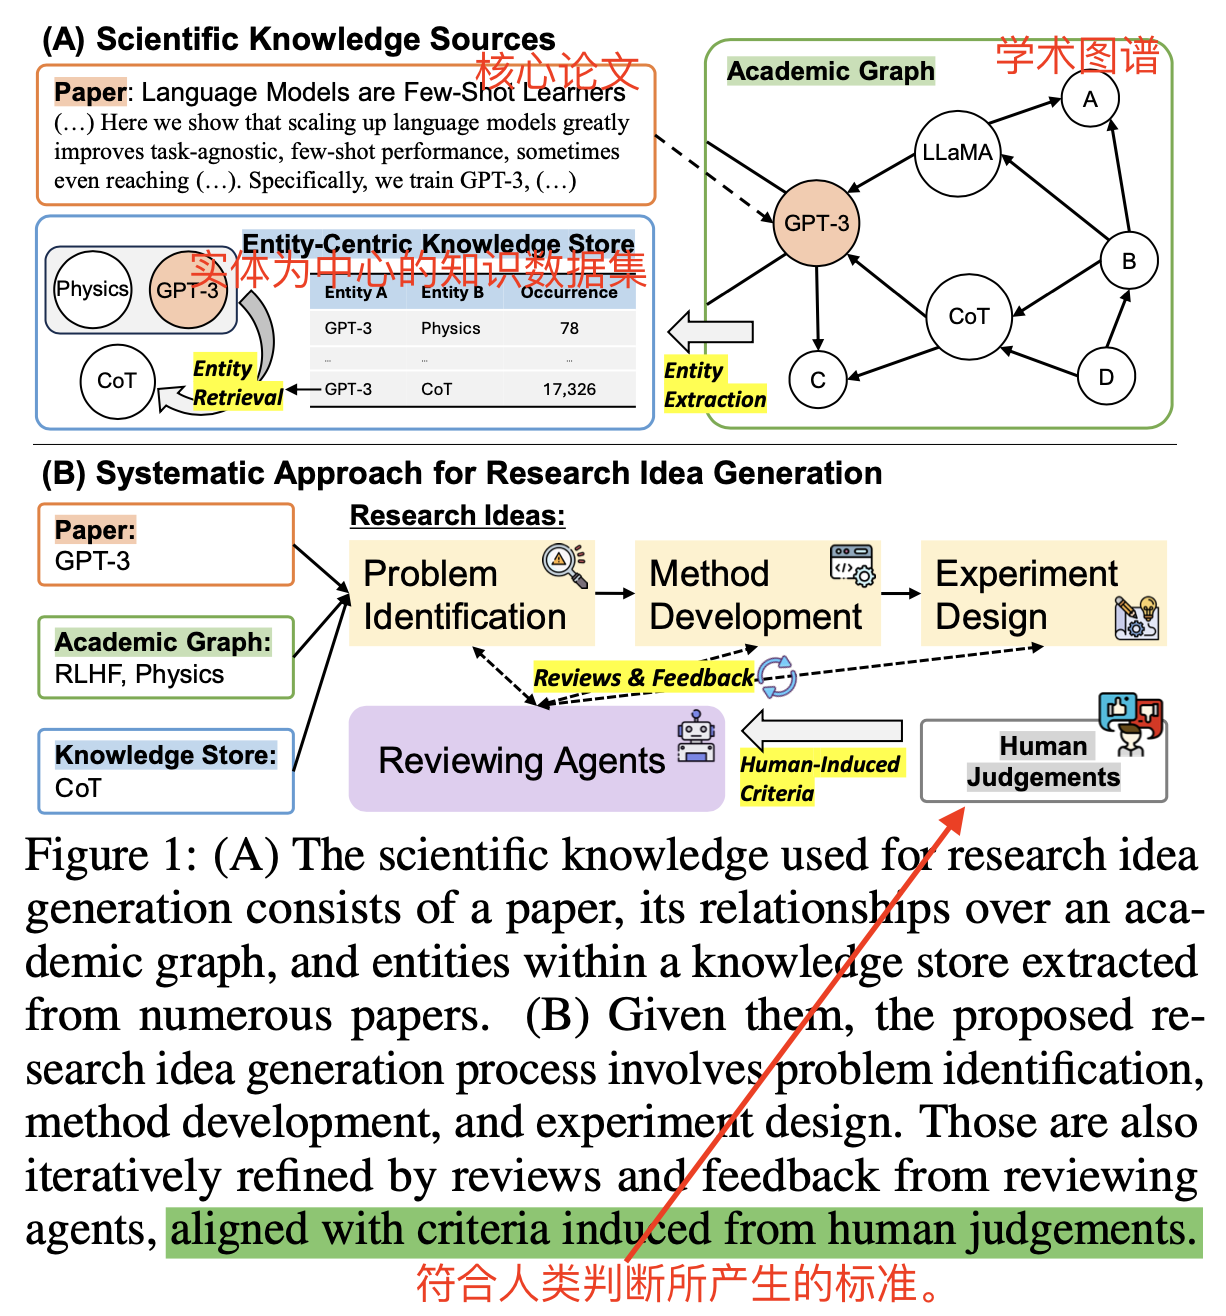 (A) Scientific Knowledge Sources
核心论文
Paper: Language Models are Few-Shot Learners
(…) Here we show that scaling up language models greatly
improves task-agnostic, few-shot performance, sometimes
even reaching (…). Specifically, we train GPT-3, (…)
学术图谱
Academic Graph
A
LLaMA
GPT-3
B
CoT
C
D
Entity-Centric Knowledge Store
实体为中心的知识数据集
Physics
GPT-3
CoT
Entity
Retrieval
Entity A Entity B Occurrence
GPT-3 Physics 78
... ... ...
GPT-3 CoT 17,326
Entity
Extraction
(B) Systematic Approach for Research Idea Generation
Paper:
GPT-3
Academic Graph:
RLHF, Physics
Knowledge Store:
CoT
Research Ideas:
Problem
Identification
Method
Development
Experiment
Design
Reviews & Feedback
Reviewing Agents
Human-Induced
Criteria
Human
Judgements
Figure 1: (A) The scientific knowledge used for research idea
generation consists of a paper, its relationships over an aca-
demic graph, and entities within a knowledge store extracted
from numerous papers. (B) Given them, the proposed re-
search idea generation process involves problem identification,
method development, and experiment design. Those are also
iteratively refined by reviews and feedback from reviewing
agents, aligned with criteria induced from human judgements.
符合人类判断所产生的标准。